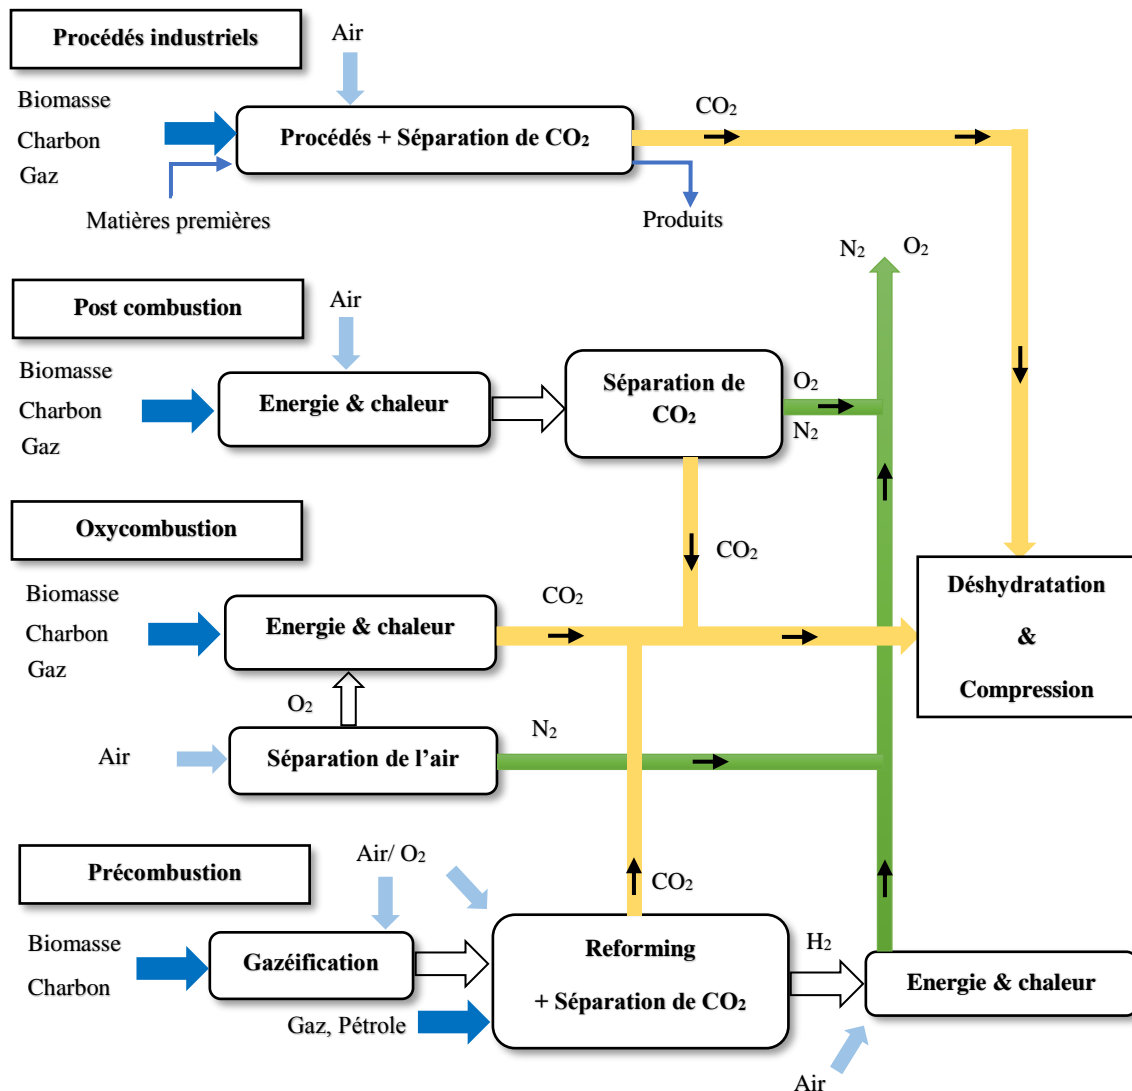 Procédés industriels
Air
Biomasse
Charbon
Gaz
Procédés + Séparation de CO₂
CO₂
Matières premières
Produits
N₂
O₂
Post combustion
Air
Biomasse
Charbon
Gaz
Energie & chaleur
Séparation de
CO₂
O₂
N₂
CO₂
Oxycombustion
Biomasse
Charbon
Gaz
Energie & chaleur
CO₂
Déshydratation
&
Compression
O₂
Air
Séparation de l’air
N₂
Précombustion
Air/ O₂
CO₂
Biomasse
Charbon
Gazéification
Reforming
+ Séparation de CO₂
H₂
Energie & chaleur
Gaz, Pétrole
Air